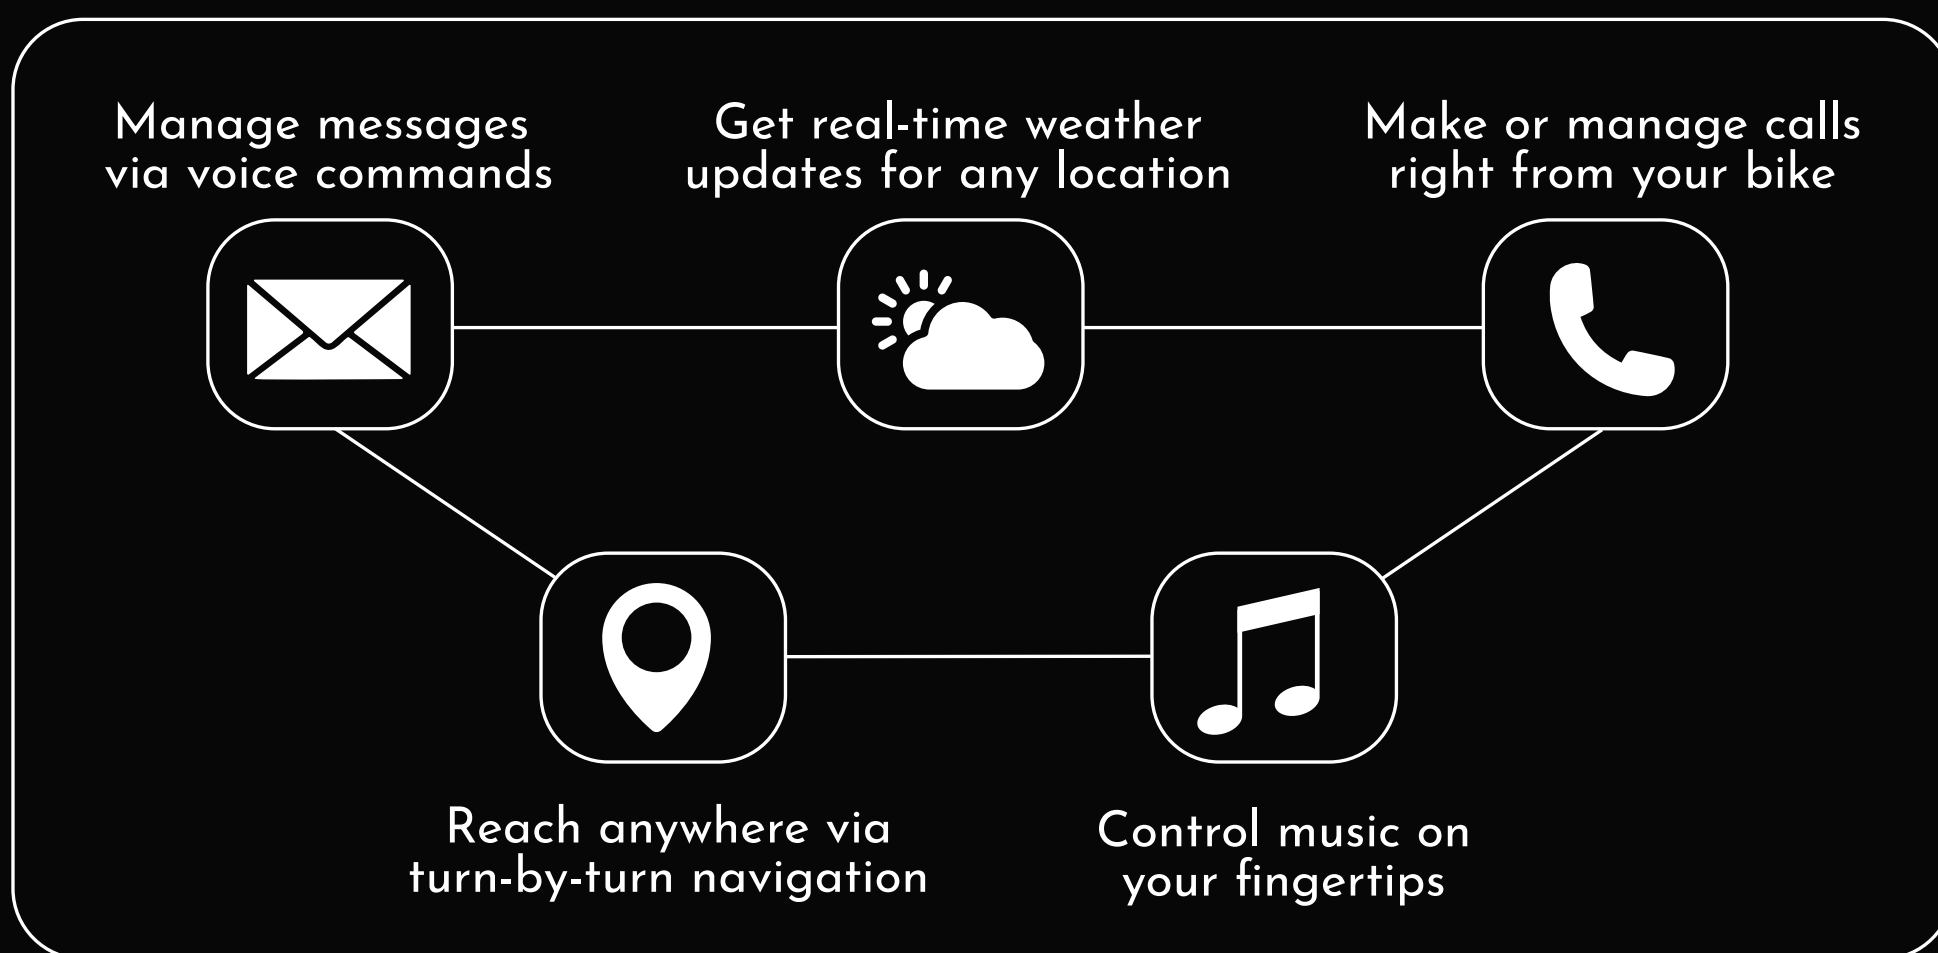 Manage messages
via voice commands
Get real-time weather
updates for any location
Make or manage calls
right from your bike
Reach anywhere via
turn-by-turn navigation
Control music on
your fingertips